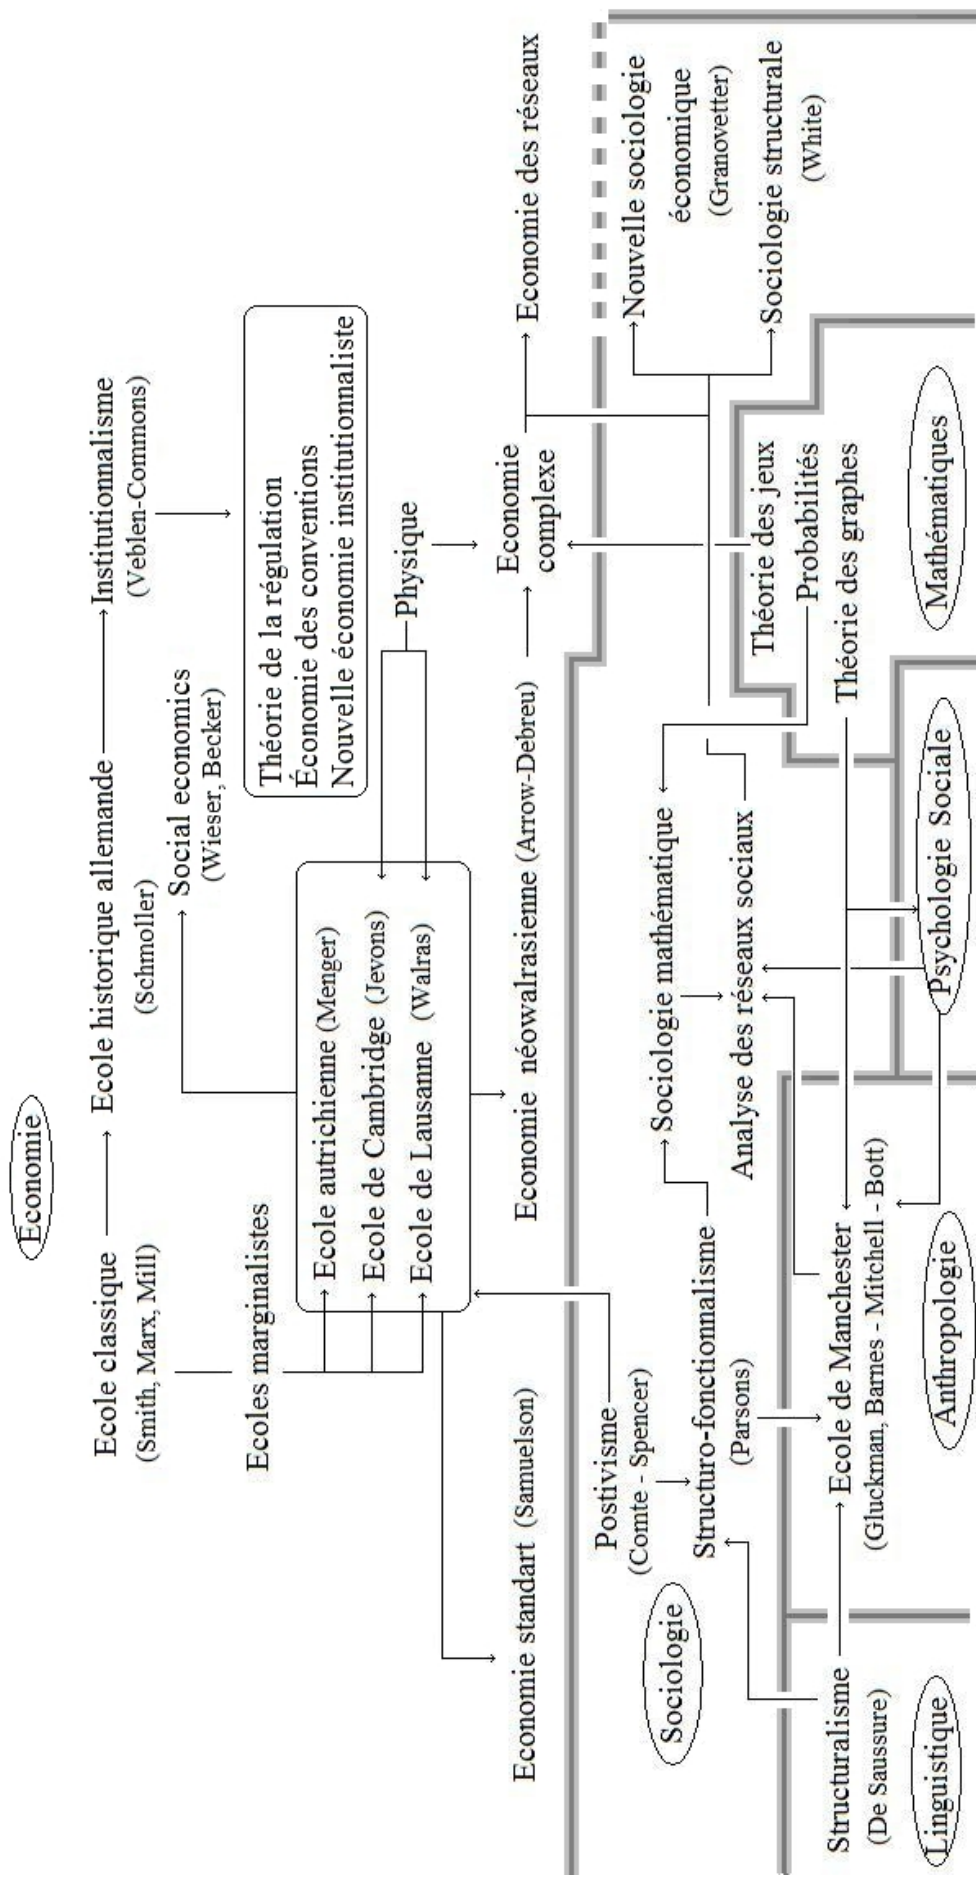 Economie
Ecole classique
(Smith, Marx, Mill)
Ecole historique allemande
(Schmoller)
Institutionnalisme
(Veblen-Commons)
Social economics
(Wieser, Becker)
Ecoles marginalistes
Ecole autrichienne (Menger)
Ecole de Cambridge (Jevons)
Ecole de Lausanne (Walras)
Théorie de la régulation
Économie des conventions
Nouvelle économie institutionnaliste
Physique
Economie standart (Samuelson)
Economie néowalrasienne (Arrow-Debreu)
Economie
complexe
Economie des réseaux
Sociologie
Postivisme
(Comte - Spencer)
Structuro-fonctionnalisme
(Parsons)
Sociologie mathématique
Analyse des réseaux sociaux
Nouvelle sociologie
économique
(Granovetter)
Sociologie structurale
(White)
Structuralisme
(De Saussure)
Linguistique
Ecole de Manchester
(Gluckman, Barnes - Mitchell - Bott)
Anthropologie
Psychologie Sociale
Théorie des jeux
Probabilités
Théorie des graphes
Mathématiques